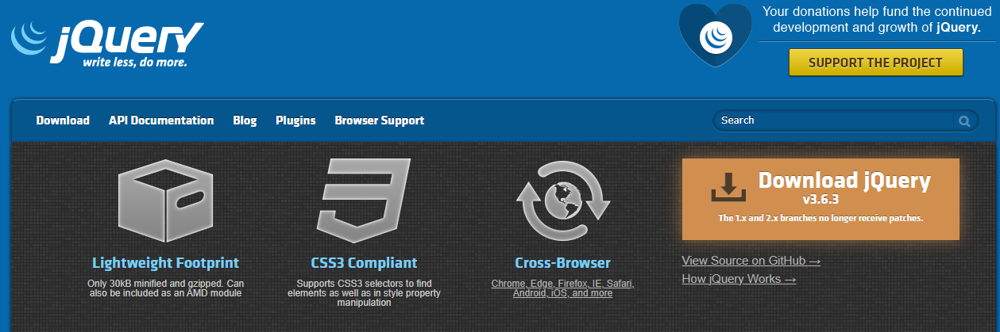 jQuery
write less, do more.
Your donations help fund the continued
development and growth of jQuery.
SUPPORT THE PROJECT
Download API Documentation Blog Plugins Browser Support
Search
Lightweight Footprint
Only 30kB minified and gzipped. Can
also be included as an AMD module
CSS3 Compliant
Supports CSS3 selectors to find
elements as well as in style property
manipulation
Cross-Browser
Chrome, Edge, Firefox, IE, Safari,
Android, iOS, and more
Download jQuery
v3.6.3
The 1.x and 2.x branches no longer receive patches.
View Source on GitHub →
How jQuery Works →